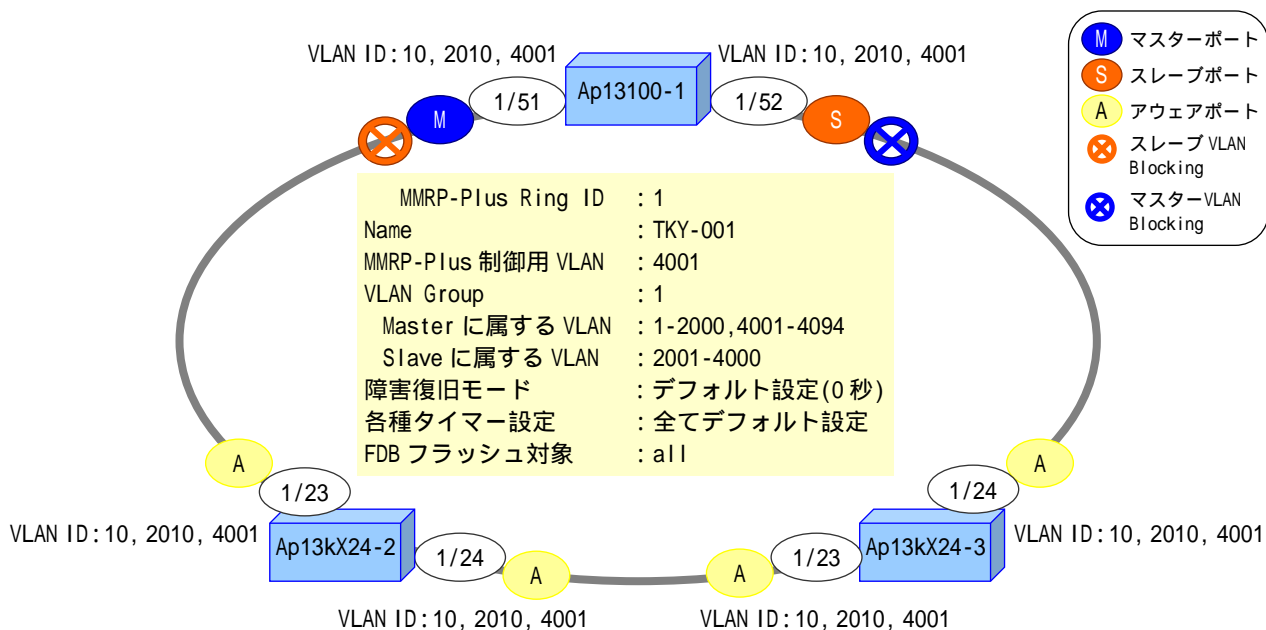 VLAN ID:10, 2010, 4001
VLAN ID:10, 2010, 4001
M マスターポート
S スレーブポート
A アウェアポート
スレーブ VLAN
Blocking
マスターVLAN
Blocking
M
1/51
Ap13100-1
1/52
S
MMRP-Plus Ring ID : 1
Name : TKY-001
MMRP-Plus 制御用 VLAN : 4001
VLAN Group : 1
Master に属する VLAN : 1-2000,4001-4094
Slave に属する VLAN : 2001-4000
障害復旧モード : デフォルト設定(0 秒)
各種タイマー設定 : 全てデフォルト設定
FDB フラッシュ対象 : all
A
1/23
VLAN ID:10, 2010, 4001
Ap13kX24-2
1/24
A
VLAN ID:10, 2010, 4001
A
1/24
VLAN ID:10, 2010, 4001
Ap13kX24-3
1/23
A
VLAN ID:10, 2010, 4001